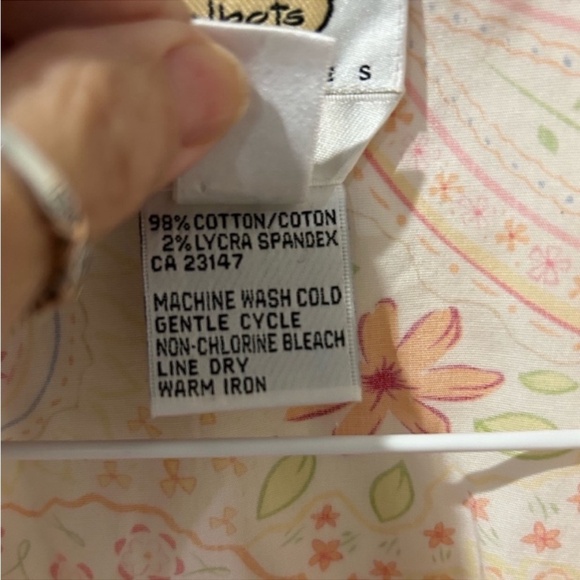 lbots
S
98% COTTON/COTON
2% LYCRA SPANDEX
CA 23147
MACHINE WASH COLD
GENTLE CYCLE
NON-CHLORINE BLEACH
LINE DRY
WARM IRON